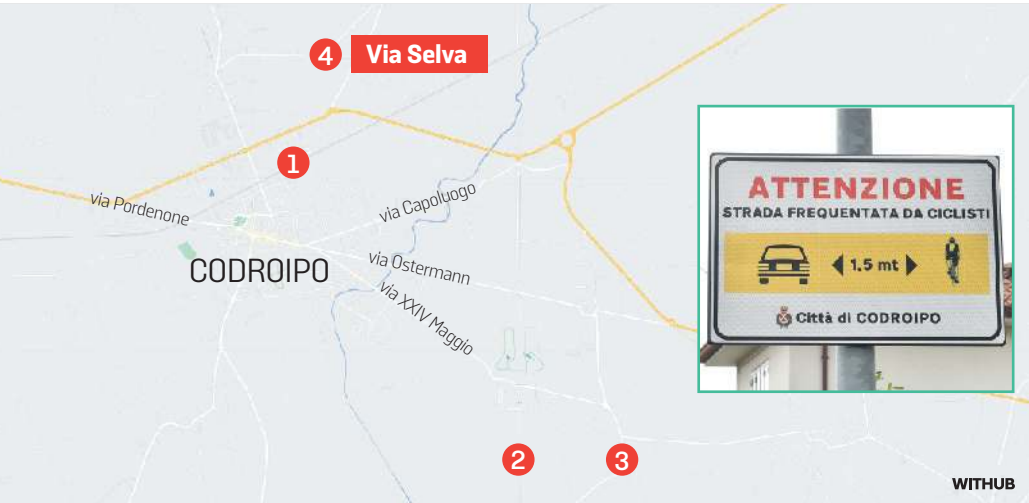 4 Via Selva
1
via Pordenone
via Capoluogo
CODROIPO
via Ostermann
via XXIV Maggio
2
3
ATTENZIONE
STRADA FREQUENTATA DA CICLISTI
1.5 mt
Città di CODROIPO
WITHUB